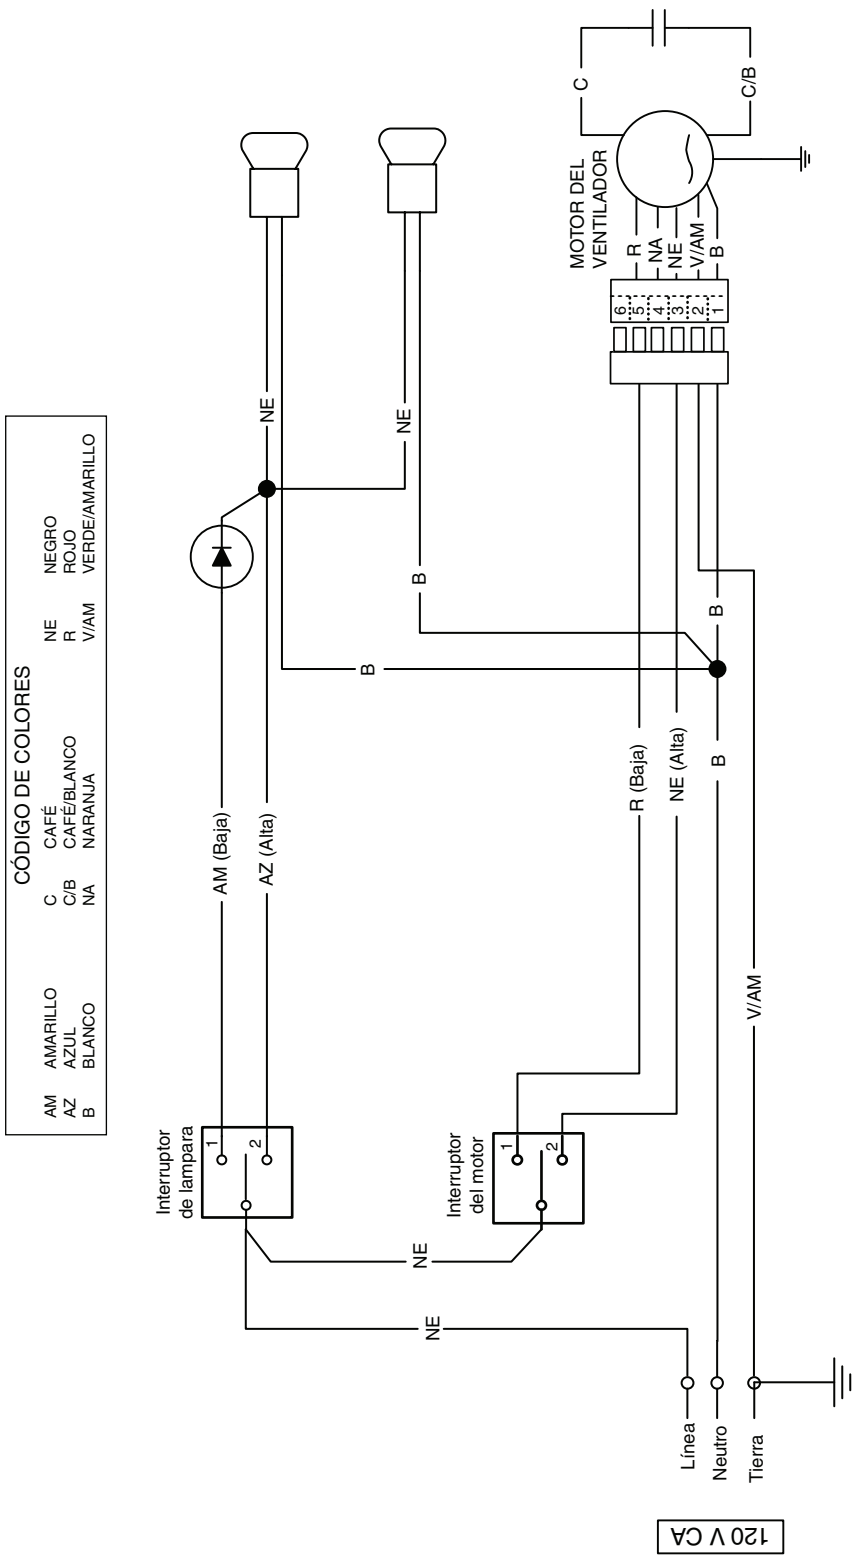 CÓDIGO DE COLORES
AM AMARILLO
AZ AZUL
B BLANCO
C CAFÉ
C/B CAFÉ/BLANCO
NA NARANJA
NE NEGRO
R ROJO
V/AM VERDE/AMARILLO
Interruptor
de lampara
1
2
AM (Baja)
AZ (Alta)
NE
NE
B
B
Interruptor
del motor
1
2
NE
NE
R (Baja)
NE (Alta)
B
B
V/AM
MOTOR DEL
VENTILADOR
6
5
4
3
2
1
R
NA
NE
V/AM
B
C
C/B
Línea
Neutro
Tierra
120 V CA